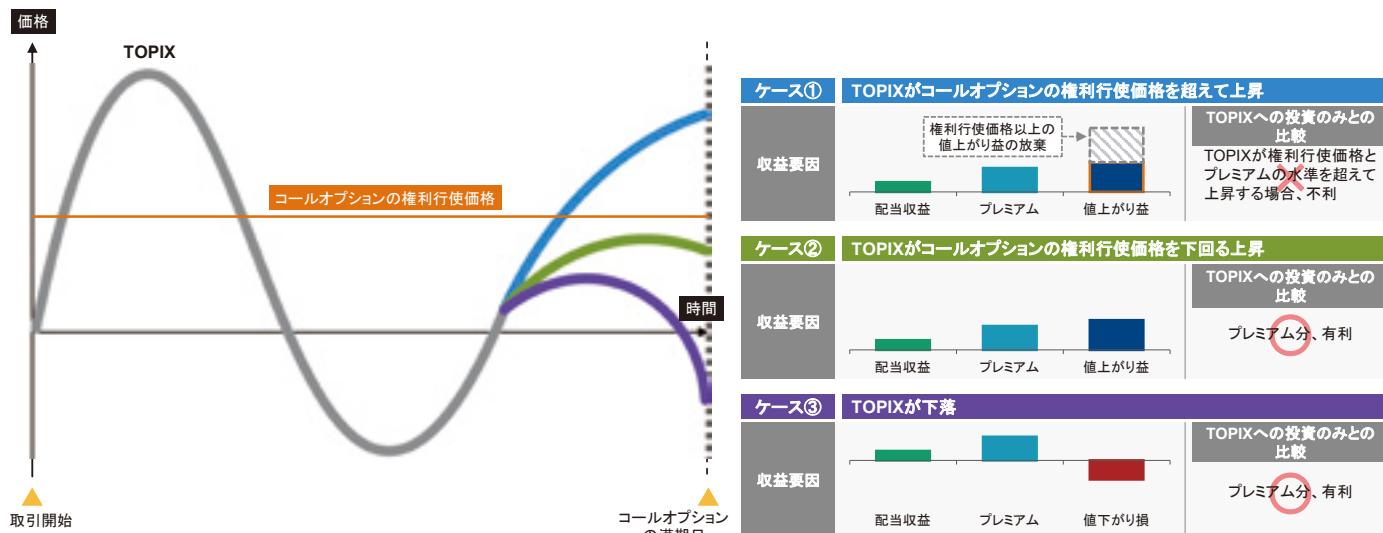 価格
TOPIX
コールオプションの権利行使価格
時間
取引開始
コールオプション
の満期日
ケース①
TOPIXがコールオプションの権利行使価格を超えて上昇
収益要因
権利行使価格以上の
値上がり益の放棄
配当収益
プレミアム
値上がり益
TOPIXへの投資のみとの
比較
TOPIXが権利行使価格と
プレミアムの水準を超えて
上昇する場合、不利
ケース②
TOPIXがコールオプションの権利行使価格を下回る上昇
収益要因
配当収益
プレミアム
値上がり益
TOPIXへの投資のみとの
比較
プレミアム分、有利
ケース③
TOPIXが下落
収益要因
配当収益
プレミアム
値下がり損
TOPIXへの投資のみとの
比較
プレミアム分、有利